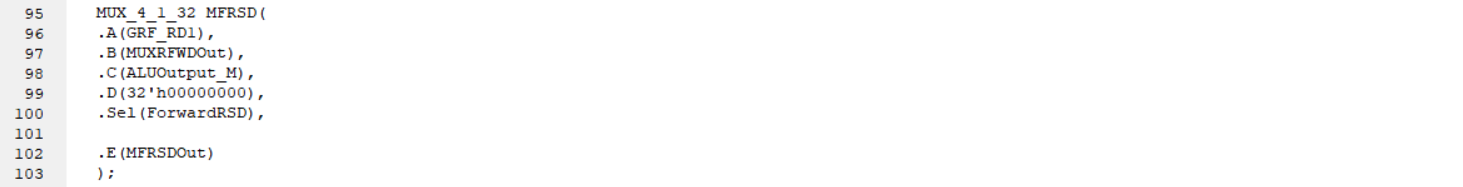 95 MUX_4_1_32 MFRSD(
96 .A(GRF_RD1),
97 .B(MUXRFWDOut),
98 .C(ALUOutput_M),
99 .D(32'h00000000),
100 .Sel(ForwardRSD),
101
102 .E(MFRSDOut)
103 );